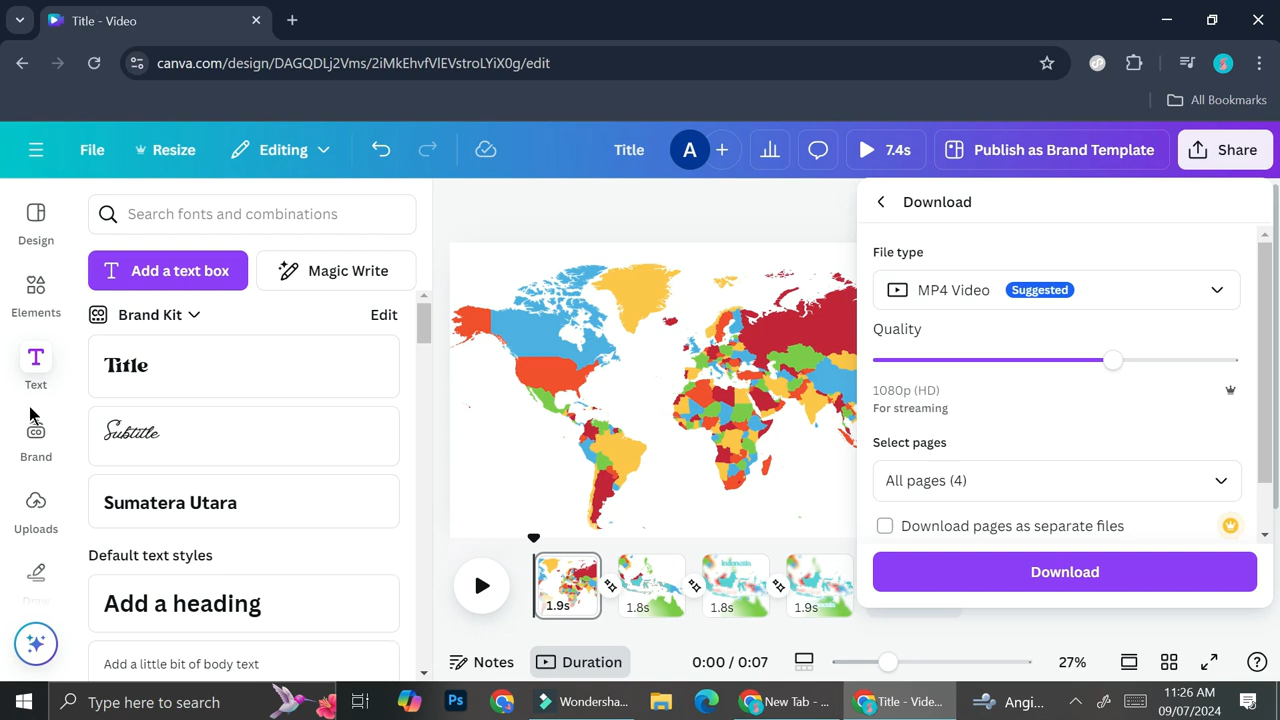 Title - Video
canva.com/design/DAGQDLj2Vms/2iMkEhvfVlEVstroLYiX0g/edit
All Bookmarks
File
Resize
Editing
Title
A
7.4s
Publish as Brand Template
Share
Design
Elements
Text
Brand
Uploads
Draw
Search fonts and combinations
T Add a text box
Magic Write
Brand Kit
Edit
Title
Subtitle
Sumatera Utara
Default text styles
Add a heading
Add a little bit of body text
Download
File type
MP4 Video Suggested
Quality
1080p (HD)
For streaming
Select pages
All pages (4)
Download pages as separate files
Download
1.9s
1.8s
Indonesia
1.8s
1.9s
Notes
Duration
0:00 / 0:07
27%
Type here to search
Ps
Wondersha...
New Tab - ...
Title - Vide...
Angi...
11:26 AM
09/07/2024